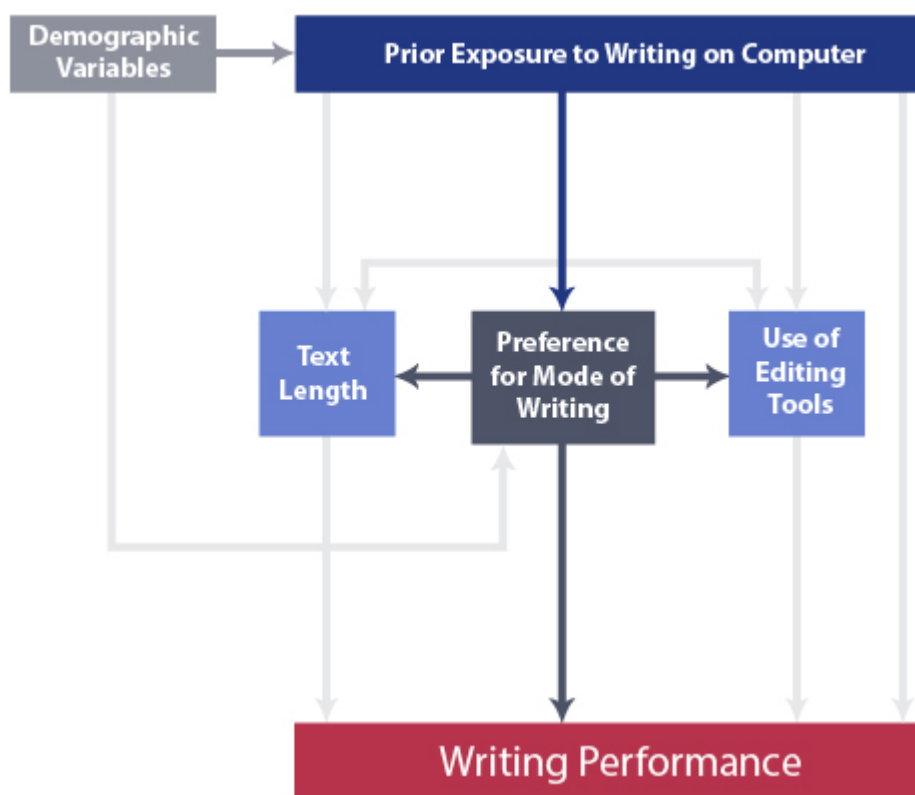 Demographic
Variables
Prior Exposure to Writing on Computer
Text
Length
Preference
for Mode of
Writing
Use of
Editing
Tools
Writing Performance